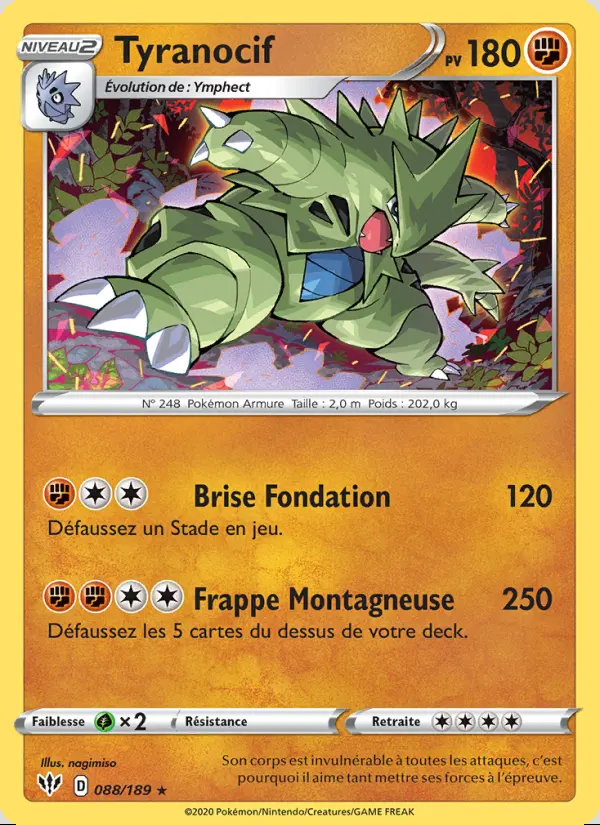 NIVEAU2
Tyranocif
PV 180
Évolution de : Ymphect
N° 248 Pokémon Armure Taille : 2,0 m Poids : 202,0 kg
Brise Fondation 120
Défaussez un Stade en jeu.
Frappe Montagneuse 250
Défaussez les 5 cartes du dessus de votre deck.
Faiblesse ×2 Résistance Retraite
Illus. nagimiso
Son corps est invulnérable à toutes les attaques, c'est
pourquoi il aime tant mettre ses forces à l'épreuve.
D 088/189 ★
©2020 Pokémon/Nintendo/Creatures/GAME FREAK